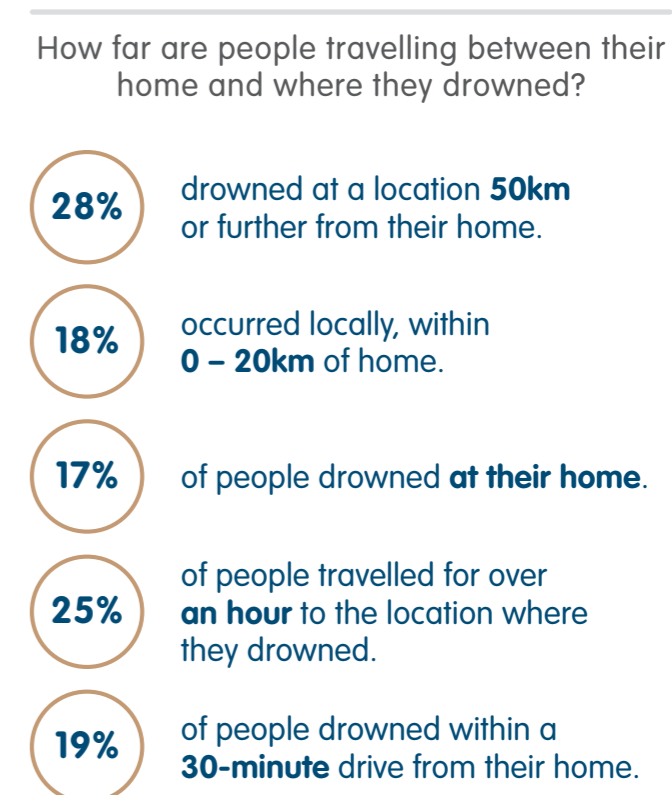 How far are people travelling between their
home and where they drowned?
28%
drowned at a location 50km
or further from their home.
18%
occurred locally, within
0 – 20km of home.
17%
of people drowned at their home.
25%
of people travelled for over
an hour to the location where
they drowned.
19%
of people drowned within a
30-minute drive from their home.